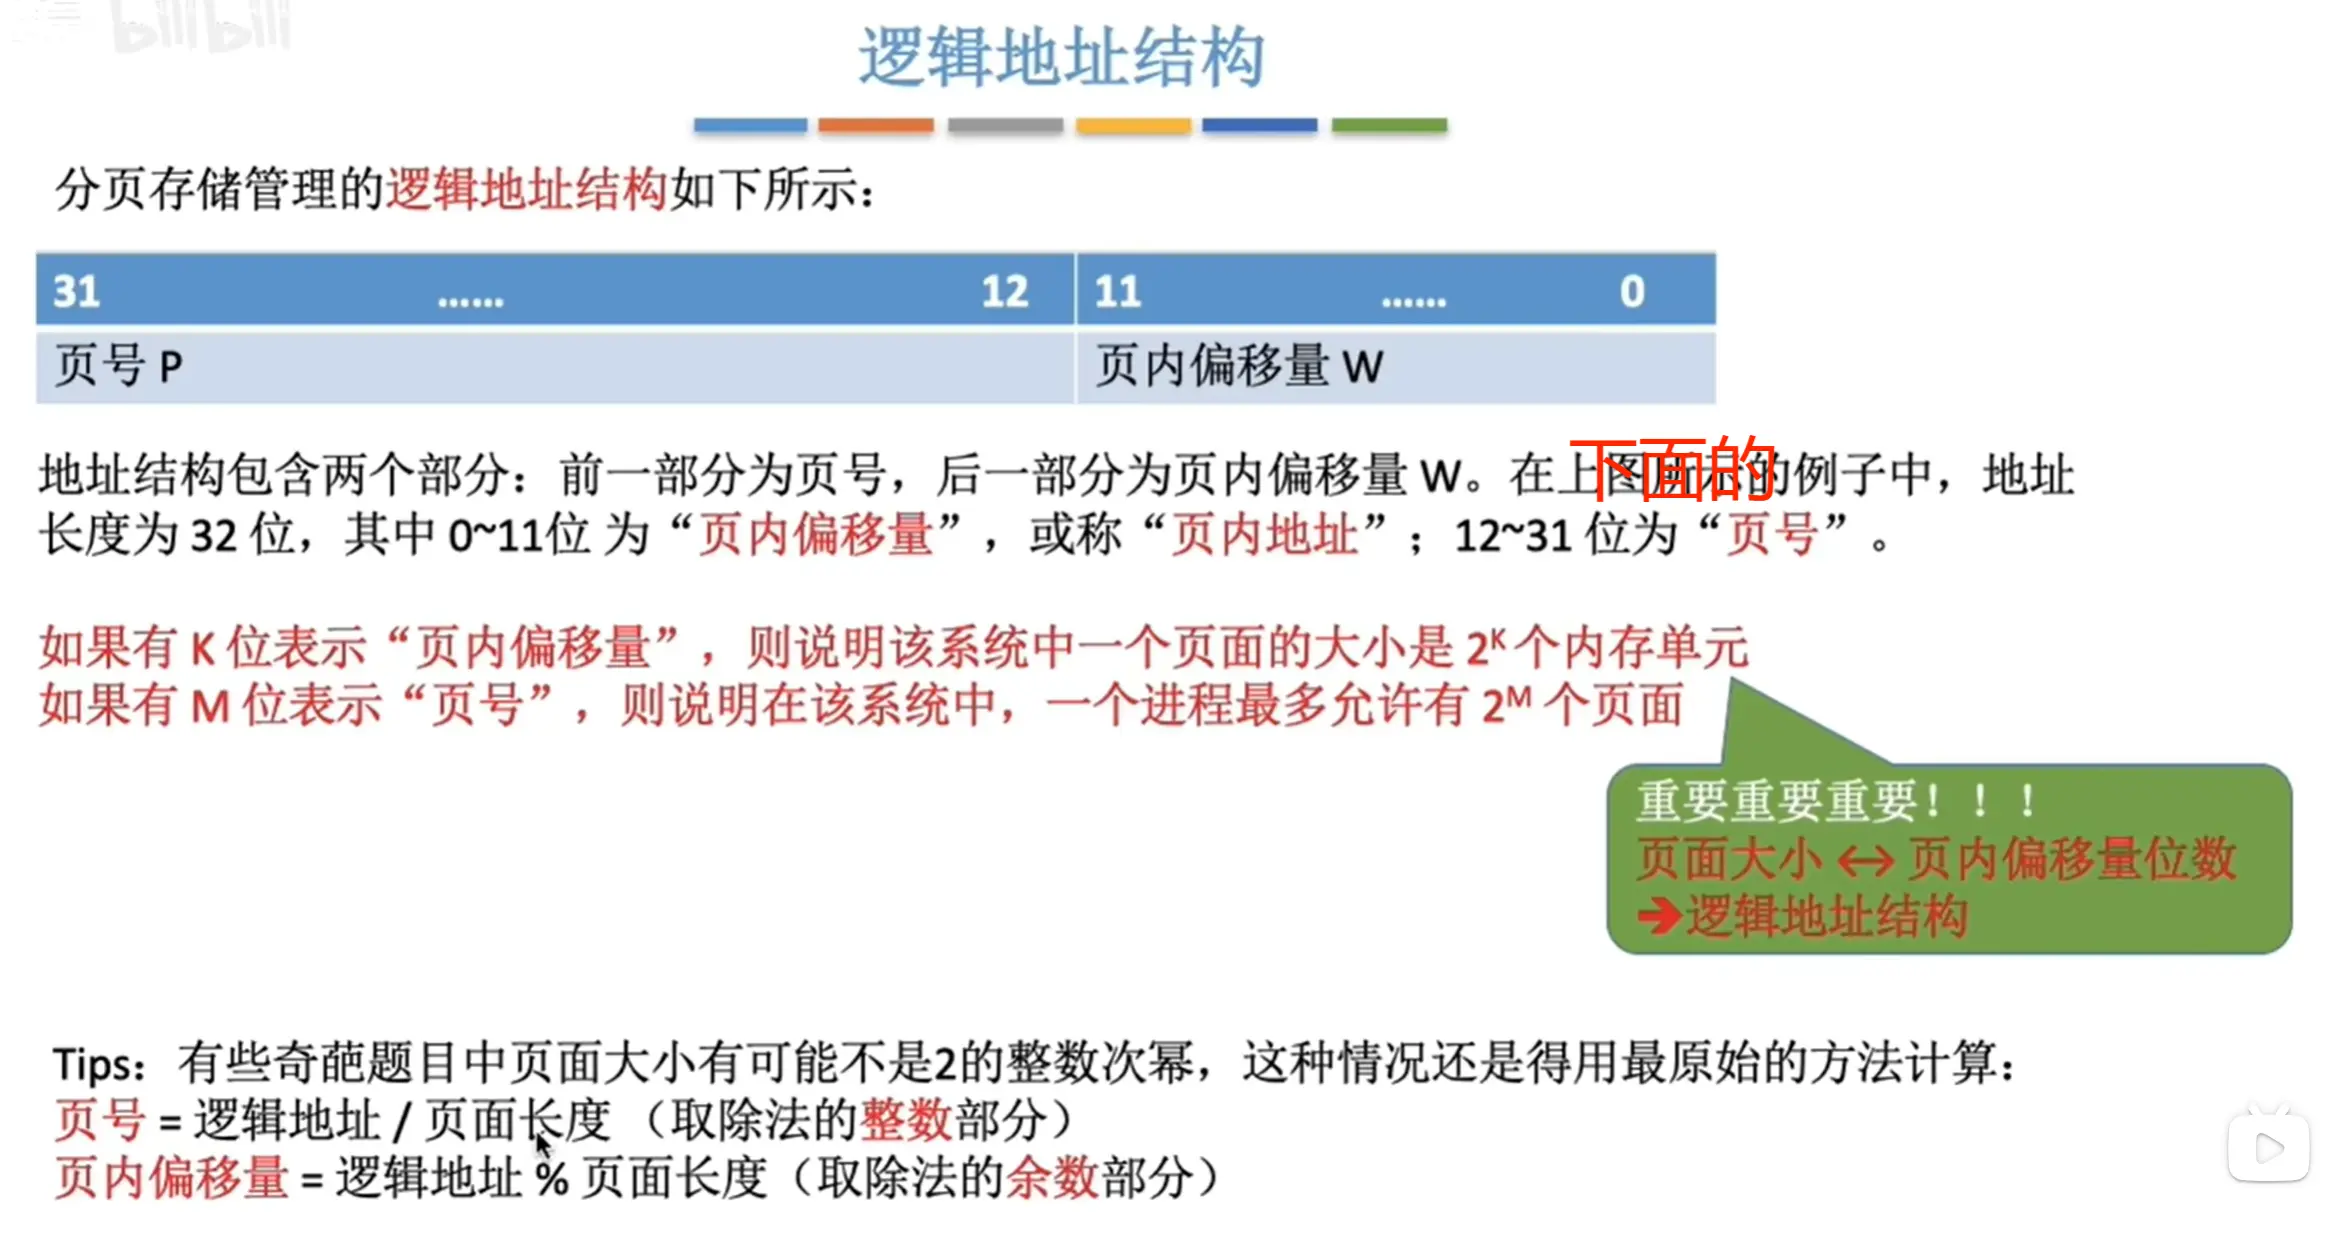 bilibili
逻辑地址结构
分页存储管理的逻辑地址结构如下所示：
31 …… 12 11 …… 0
页号 P 页内偏移量 W
下面的
地址结构包含两个部分：前一部分为页号，后一部分为页内偏移量 W。在上图所示的例子中，地址
长度为 32 位，其中 0~11位 为“页内偏移量”，或称“页内地址”；12~31 位为“页号”。
如果有 K 位表示“页内偏移量”，则说明该系统中一个页面的大小是 2ᴷ 个内存单元
如果有 M 位表示“页号”，则说明在该系统中，一个进程最多允许有 2ᴹ 个页面
重要重要重要！！！
页面大小 ↔ 页内偏移量位数
➔逻辑地址结构
Tips：有些奇葩题目中页面大小有可能不是2的整数次幂，这种情况还是得用最原始的方法计算：
页号 = 逻辑地址 / 页面长度 （取除法的整数部分）
页内偏移量 = 逻辑地址 % 页面长度（取除法的余数部分）